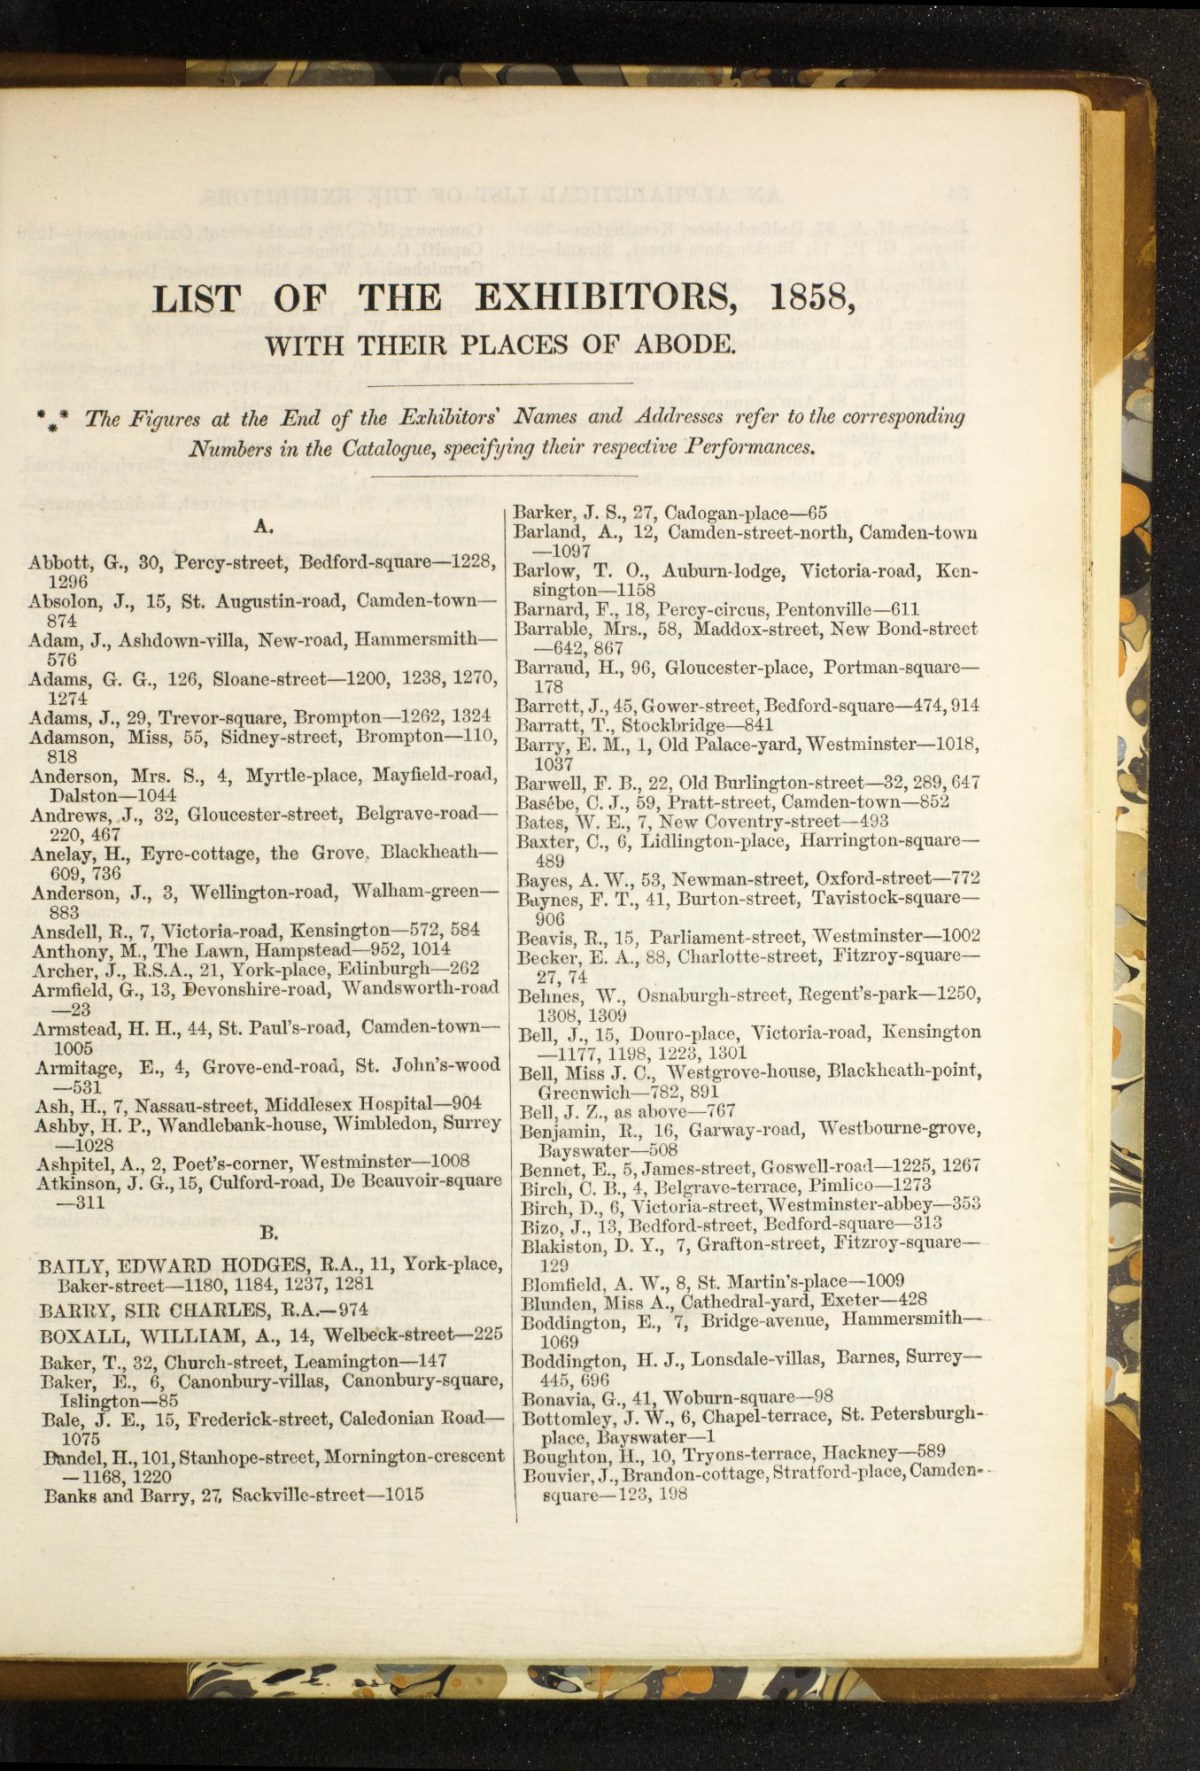 LIST OF THE EXHIBITORS, 1858,
WITH THEIR PLACES OF ABODE.
*** The Figures at the End of the Exhibitors' Names and Addresses refer to the corresponding
Numbers in the Catalogue, specifying their respective Performances.
A.
Abbott, G., 30, Percy-street, Bedford-square—1228,
1296
Absolon, J., 15, St. Augustin-road, Camden-town—
874
Adam, J., Ashdown-villa, New-road, Hammersmith—
576
Adams, G. G., 126, Sloane-street—1200, 1238, 1270,
1274
Adams, J., 29, Trevor-square, Brompton—1262, 1324
Adamson, Miss, 55, Sidney-street, Brompton—110,
818
Anderson, Mrs. S., 4, Myrtle-place, Mayfield-road,
Dalston—1044
Andrews, J., 32, Gloucester-street, Belgrave-road—
220, 467
Anelay, H., Eyre-cottage, the Grove, Blackheath—
609, 736
Anderson, J., 3, Wellington-road, Walham-green—
883
Ansdell, R., 7, Victoria-road, Kensington—572, 584
Anthony, M., The Lawn, Hampstead—952, 1014
Archer, J., R.S.A., 21, York-place, Edinburgh—262
Armfield, G., 13, Devonshire-road, Wandsworth-road
—23
Armstead, H. H., 44, St. Paul's-road, Camden-town—
1005
Armitage, E., 4, Grove-end-road, St. John's-wood
—531
Ash, H., 7, Nassau-street, Middlesex Hospital—904
Ashby, H. P., Wandlebank-house, Wimbledon, Surrey
—1028
Ashpitel, A., 2, Poet's-corner, Westminster—1008
Atkinson, J. G., 15, Culford-road, De Beauvoir-square
—311
B.
BAILY, EDWARD HODGES, R.A., 11, York-place,
Baker-street—1180, 1184, 1237, 1281
BARRY, SIR CHARLES, R.A.—974
BOXALL, WILLIAM, A., 14, Welbeck-street—225
Baker, T., 32, Church-street, Leamington—147
Baker, E., 6, Canonbury-villas, Canonbury-square,
Islington—85
Bale, J. E., 15, Frederick-street, Caledonian Road—
1075
Bandel, H., 101, Stanhope-street, Mornington-crescent
—1168, 1220
Banks and Barry, 27, Sackville-street—1015
Barker, J. S., 27, Cadogan-place—65
Barland, A., 12, Camden-street-north, Camden-town
—1097
Barlow, T. O., Auburn-lodge, Victoria-road, Ken-
sington—1158
Barnard, F., 18, Percy-circus, Pentonville—611
Barrable, Mrs., 58, Maddox-street, New Bond-street
—642, 867
Barraud, H., 96, Gloucester-place, Portman-square—
178
Barrett, J., 45, Gower-street, Bedford-square—474, 914
Barratt, T., Stockbridge—841
Barry, E. M., 1, Old Palace-yard, Westminster—1018,
1037
Barwell, F. B., 22, Old Burlington-street—32, 289, 647
Basébe, C. J., 59, Pratt-street, Camden-town—852
Bates, W. E., 7, New Coventry-street—493
Baxter, C., 6, Lidlington-place, Harrington-square—
489
Bayes, A. W., 53, Newman-street, Oxford-street—772
Baynes, F. T., 41, Burton-street, Tavistock-square—
906
Beavis, R., 15, Parliament-street, Westminster—1002
Becker, E. A., 88, Charlotte-street, Fitzroy-square—
27, 74
Behnes, W., Osnaburgh-street, Regent's-park—1250,
1308, 1309
Bell, J., 15, Douro-place, Victoria-road, Kensington
—1177, 1198, 1223, 1301
Bell, Miss J. C., Westgrove-house, Blackheath-point,
Greenwich—782, 891
Bell, J. Z., as above—767
Benjamin, R., 16, Garway-road, Westbourne-grove,
Bayswater—508
Bennet, E., 5, James-street, Goswell-road—1225, 1267
Birch, C. B., 4, Belgrave-terrace, Pimlico—1273
Birch, D., 6, Victoria-street, Westminster-abbey—353
Bizo, J., 13, Bedford-street, Bedford-square—313
Blakiston, D. Y., 7, Grafton-street, Fitzroy-square—
129
Blomfield, A. W., 8, St. Martin's-place—1009
Blunden, Miss A., Cathedral-yard, Exeter—428
Boddington, E., 7, Bridge-avenue, Hammersmith—
1069
Boddington, H. J., Lonsdale-villas, Barnes, Surrey—
445, 696
Bonavia, G., 41, Woburn-square—98
Bottomley, J. W., 6, Chapel-terrace, St. Petersburgh-
place, Bayswater—1
Boughton, H., 10, Tryons-terrace, Hackney—589
Bouvier, J., Brandon-cottage, Stratford-place, Camden-
square—123, 198